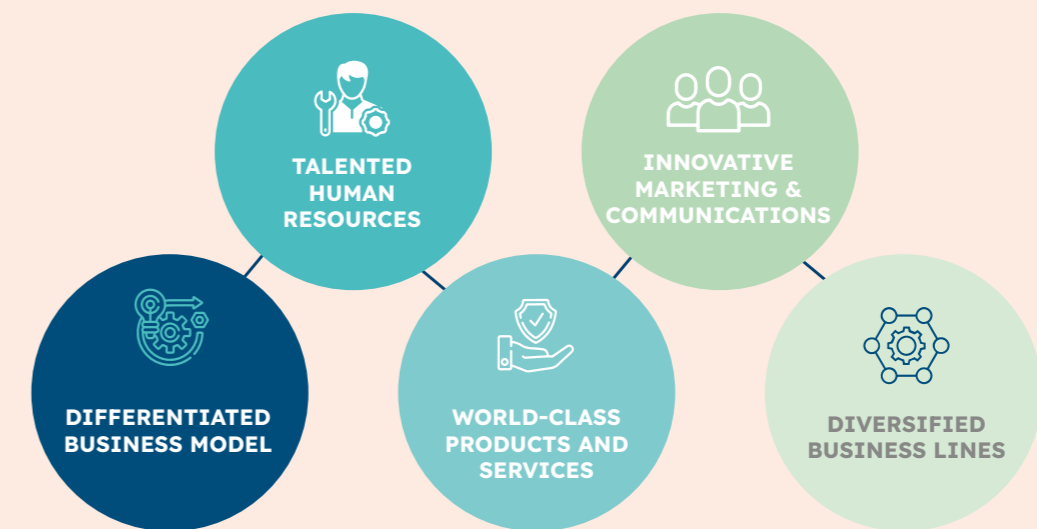 TALENTED
HUMAN
RESOURCES
INNOVATIVE
MARKETING &
COMMUNICATIONS
DIFFERENTIATED
BUSINESS MODEL
WORLD-CLASS
PRODUCTS AND
SERVICES
DIVERSIFIED
BUSINESS LINES